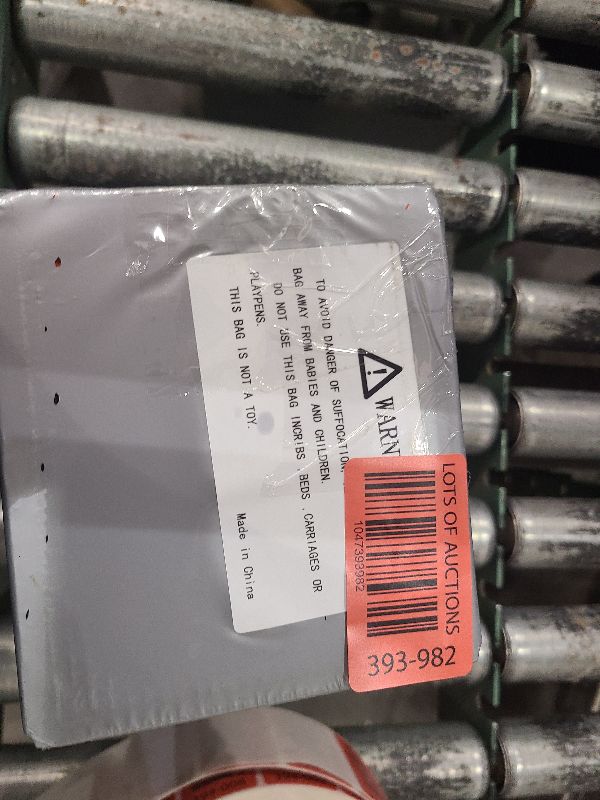 WARN
TO AVOID DANGER OF SUFFOCATION,
BAG AWAY FROM BABIES AND CHILDREN.
DO NOT USE THIS BAG INCRIBS BEDS ,CARRIAGES OR
PLAYPENS.
THIS BAG IS NOT A TOY.
Made in China
LOTS OF AUCTIONS
1047393982
393-982